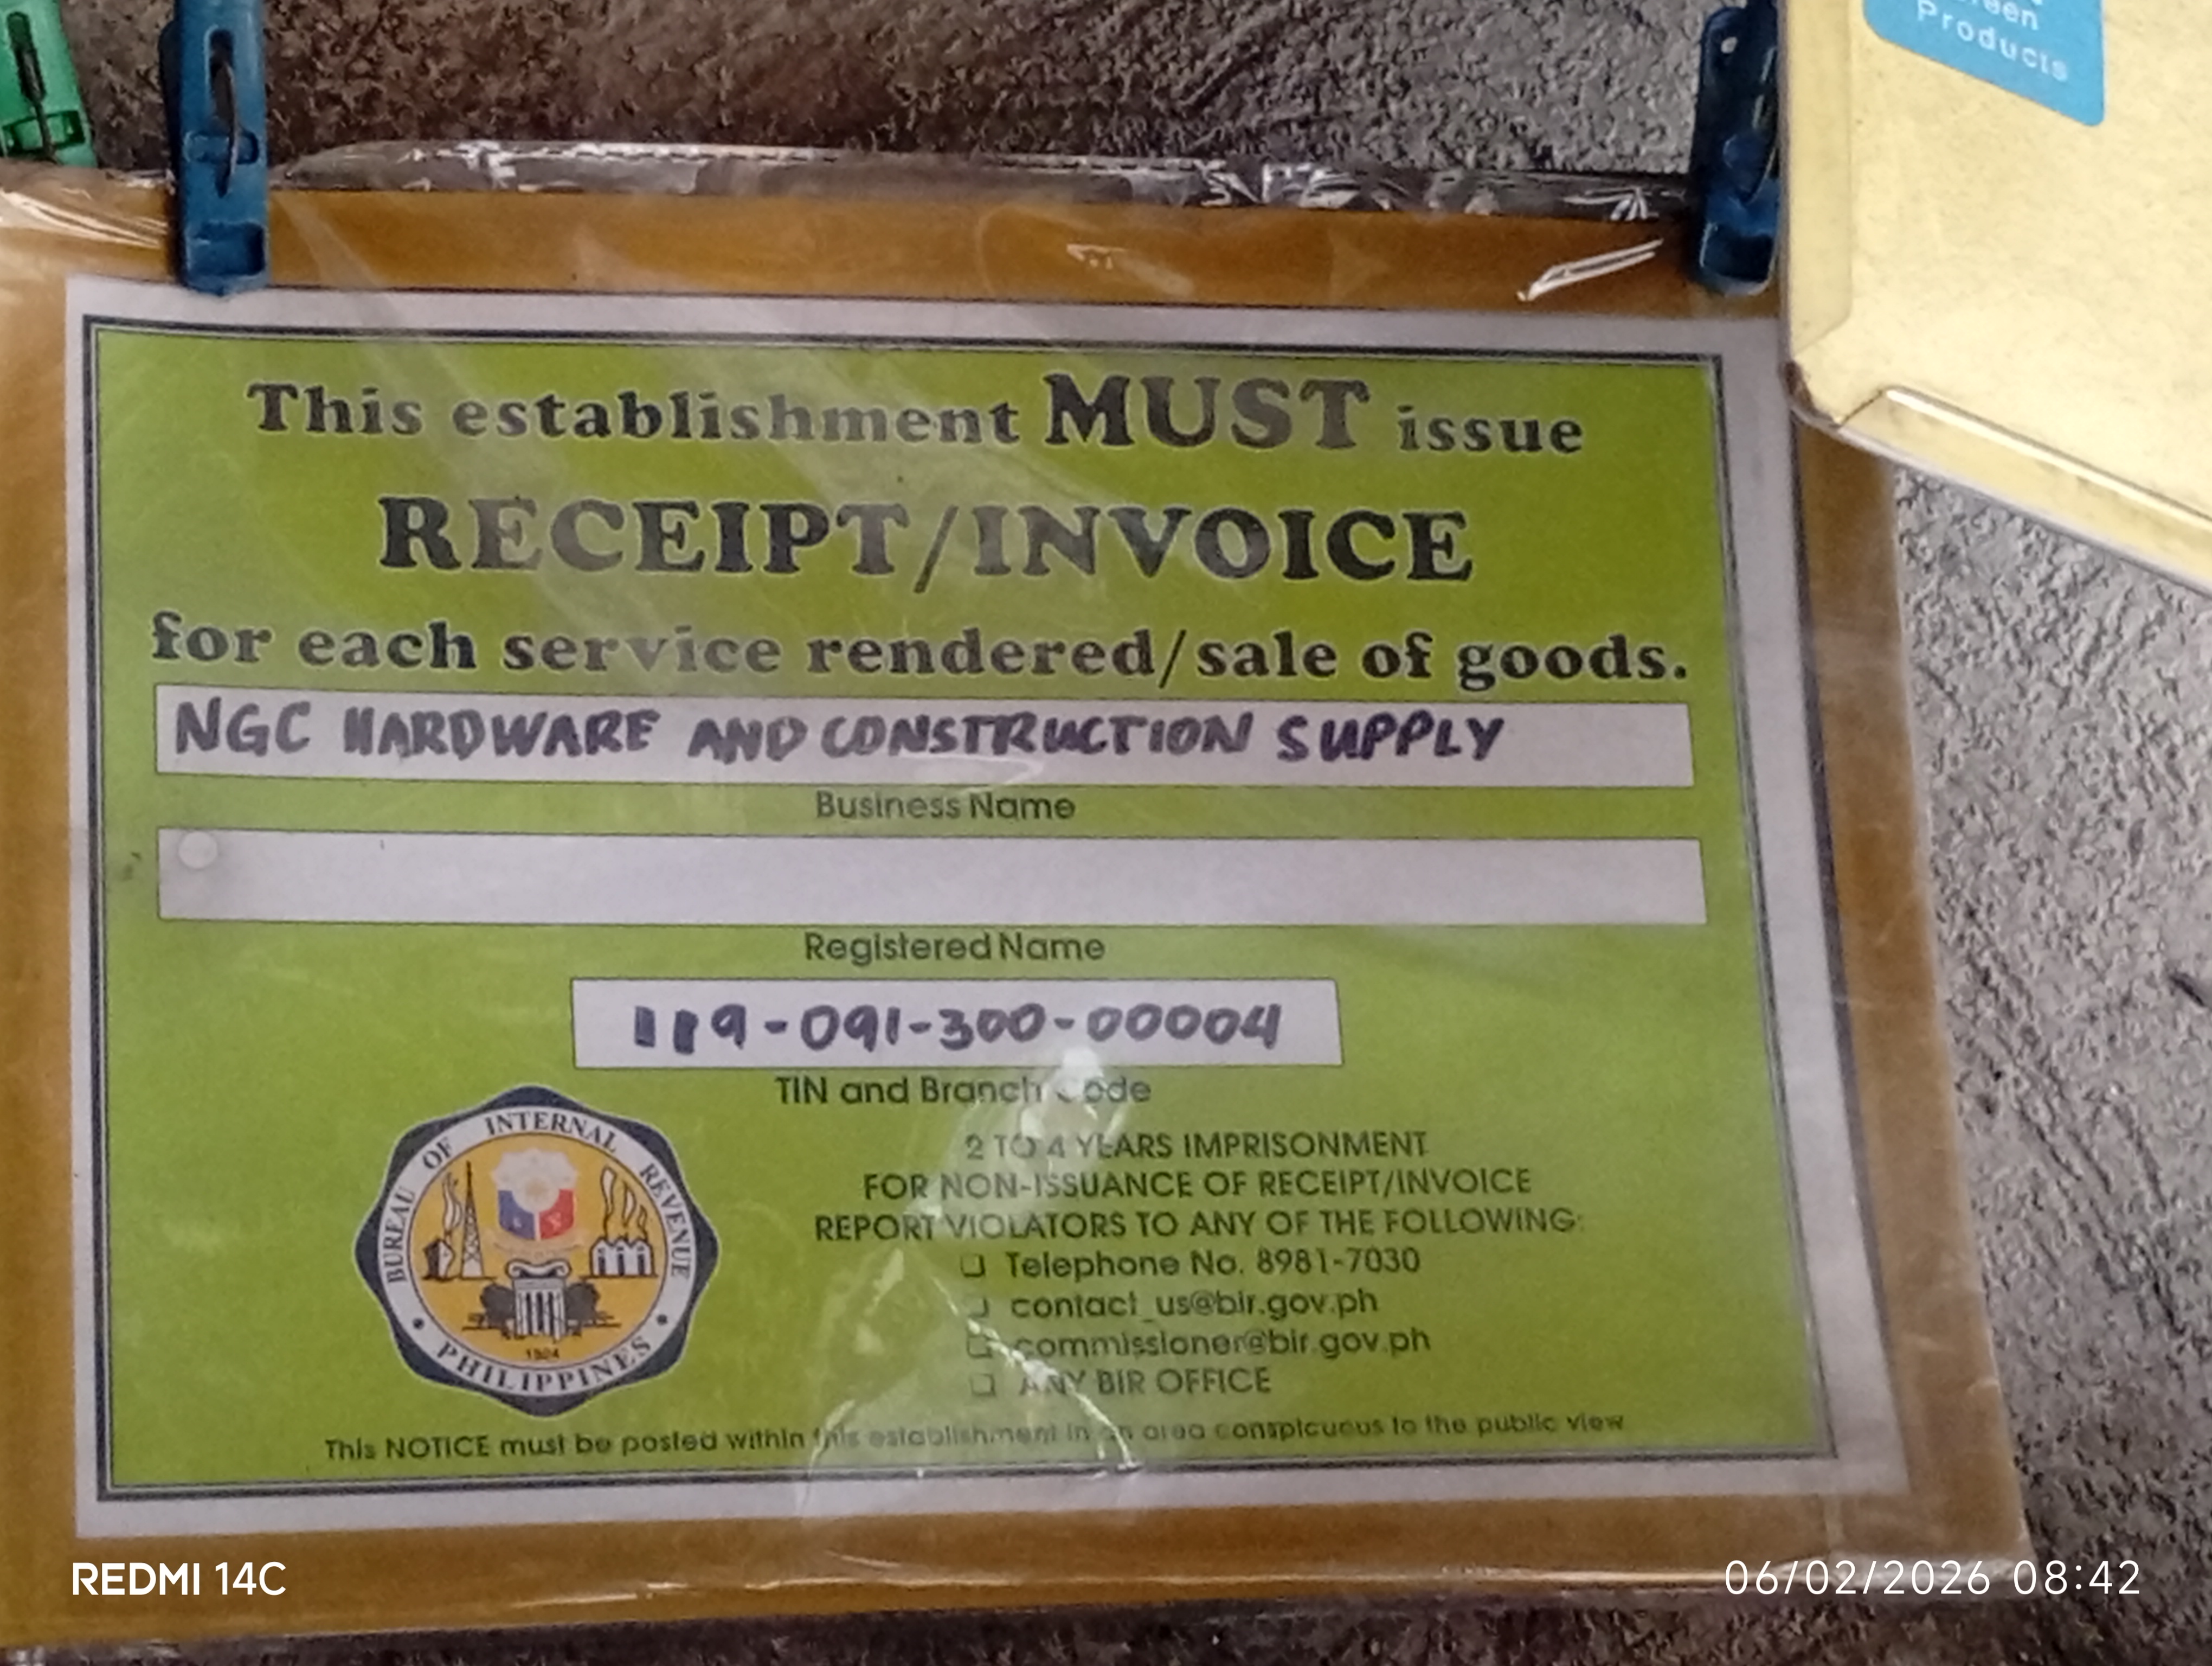 Products
This establishment MUST issue
RECEIPT/INVOICE
for each service rendered/sale of goods.
NGC HARDWARE AND CONSTRUCTION SUPPLY
Business Name
Registered Name
119-091-300-00004
TIN and Branch Code
BUREAU OF INTERNAL REVENUE
PHILIPPINES
2 TO 4 YEARS IMPRISONMENT
FOR NON-ISSUANCE OF RECEIPT/INVOICE
REPORT VIOLATORS TO ANY OF THE FOLLOWING:
❑ Telephone No. 8981-7030
❑ contact_us@bir.gov.ph
❑ commissioner@bir.gov.ph
❑ ANY BIR OFFICE
This NOTICE must be posted within this establishment in an area conspicuous to the public view
REDMI 14C
06/02/2026 08:42